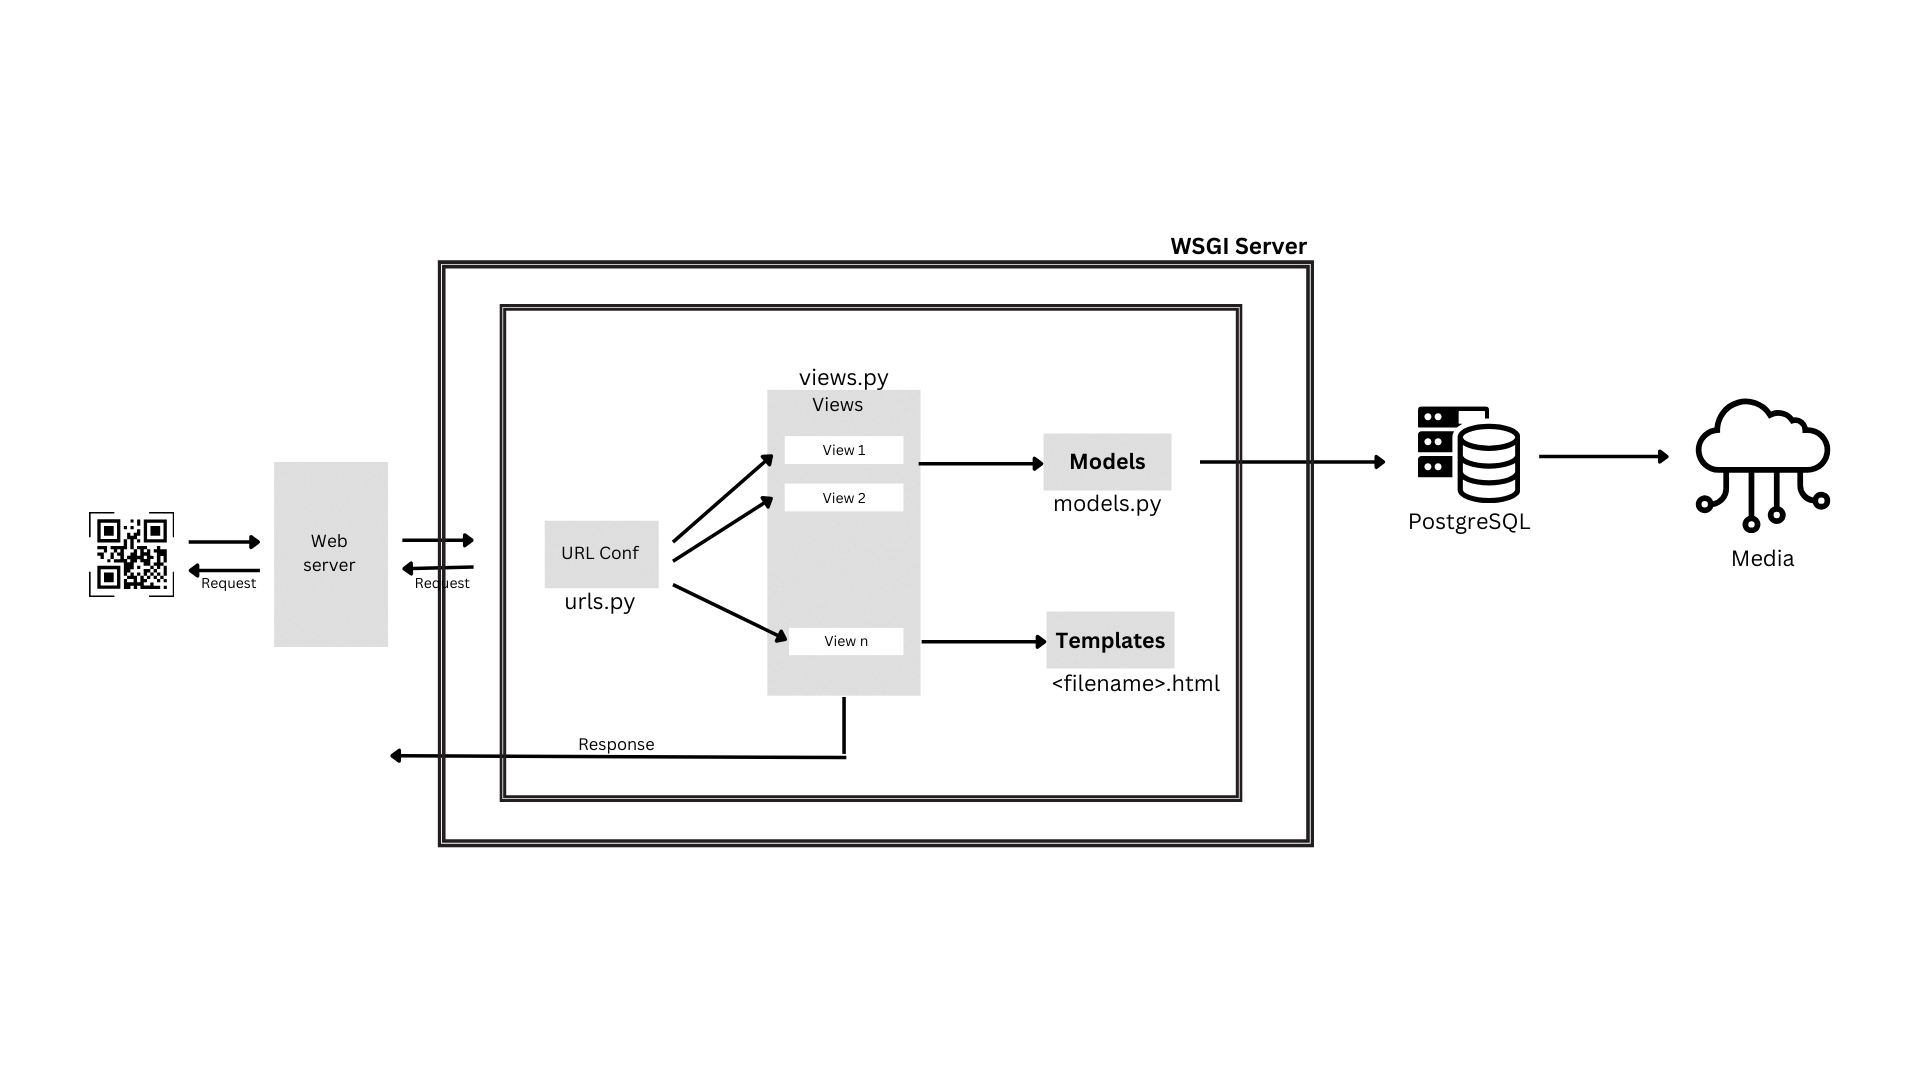 WSGI Server
views.py
Views
View 1
View 2
View n
Web
server
Request
Request
URL Conf
urls.py
Models
models.py
Templates
<filename>.html
Response
PostgreSQL
Media